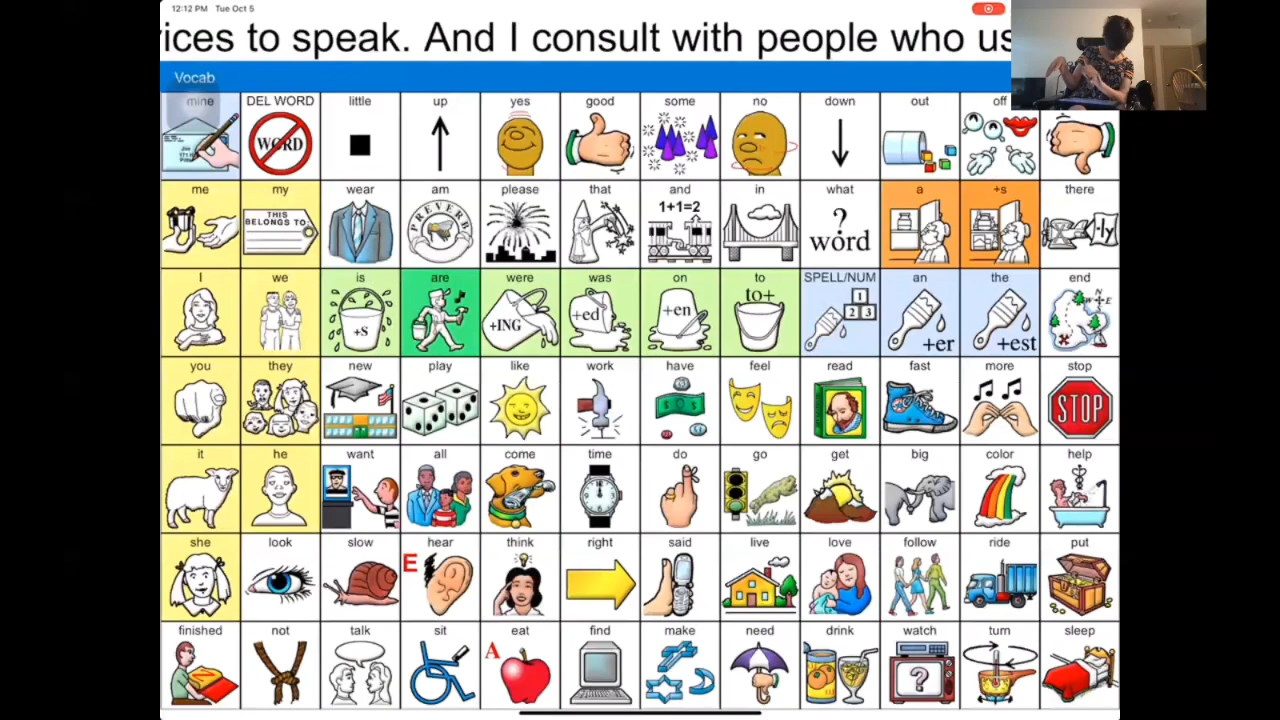 12:12 PM Tue Oct 5
ices to speak. And I consult with people who us
Vocab
mine DEL WORD little up yes good some no down out off
WORD
me my wear am please that and in what a +s there
THIS BELONGS TO PREVERB 1+1=2 ? word -ly
I we is are were was on to SPELL/NUM an the end
+S +ING +ed +en to+ 1 2 3 +er +est N W E
you they new play like work have feel read fast more stop
STOP
it he want all come time do go get big color help
she look slow hear think right said live love follow ride put
E
finished not talk sit eat find make need drink watch turn sleep
A ?